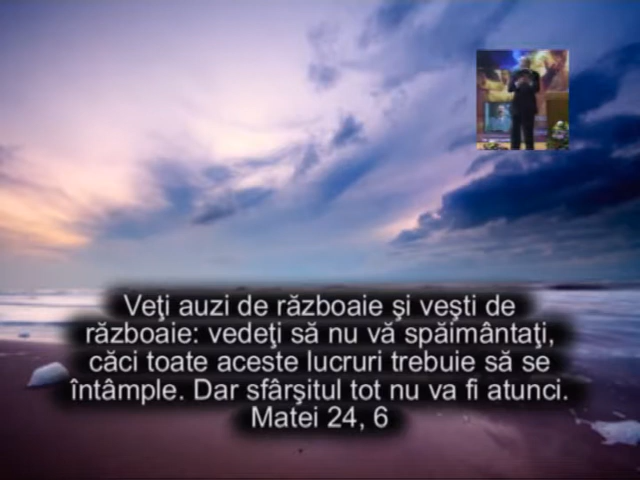 Veţi auzi de războaie şi veşti de
războaie: vedeţi să nu vă spăimântaţi,
căci toate aceste lucruri trebuie să se
întâmple. Dar sfârşitul tot nu va fi atunci.
Matei 24, 6